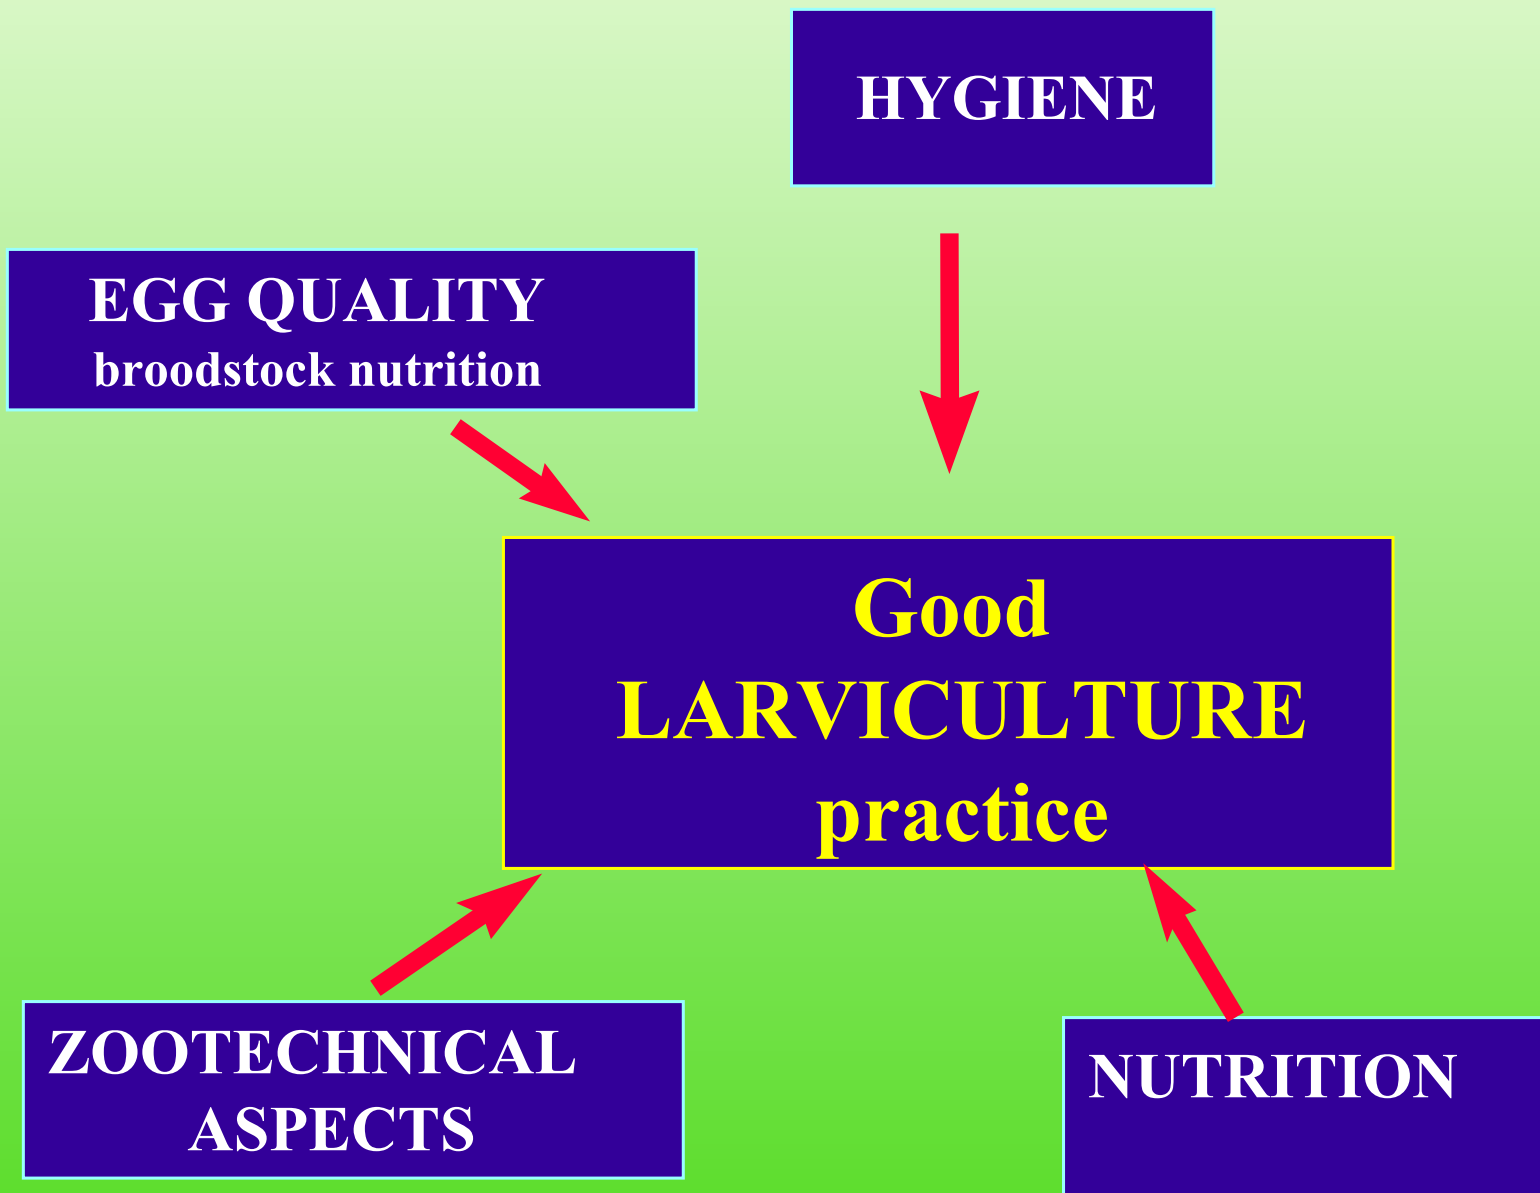 HYGIENE
EGG QUALITY
broodstock nutrition
Good
LARVICULTURE
practice
ZOOTECHNICAL
ASPECTS
NUTRITION